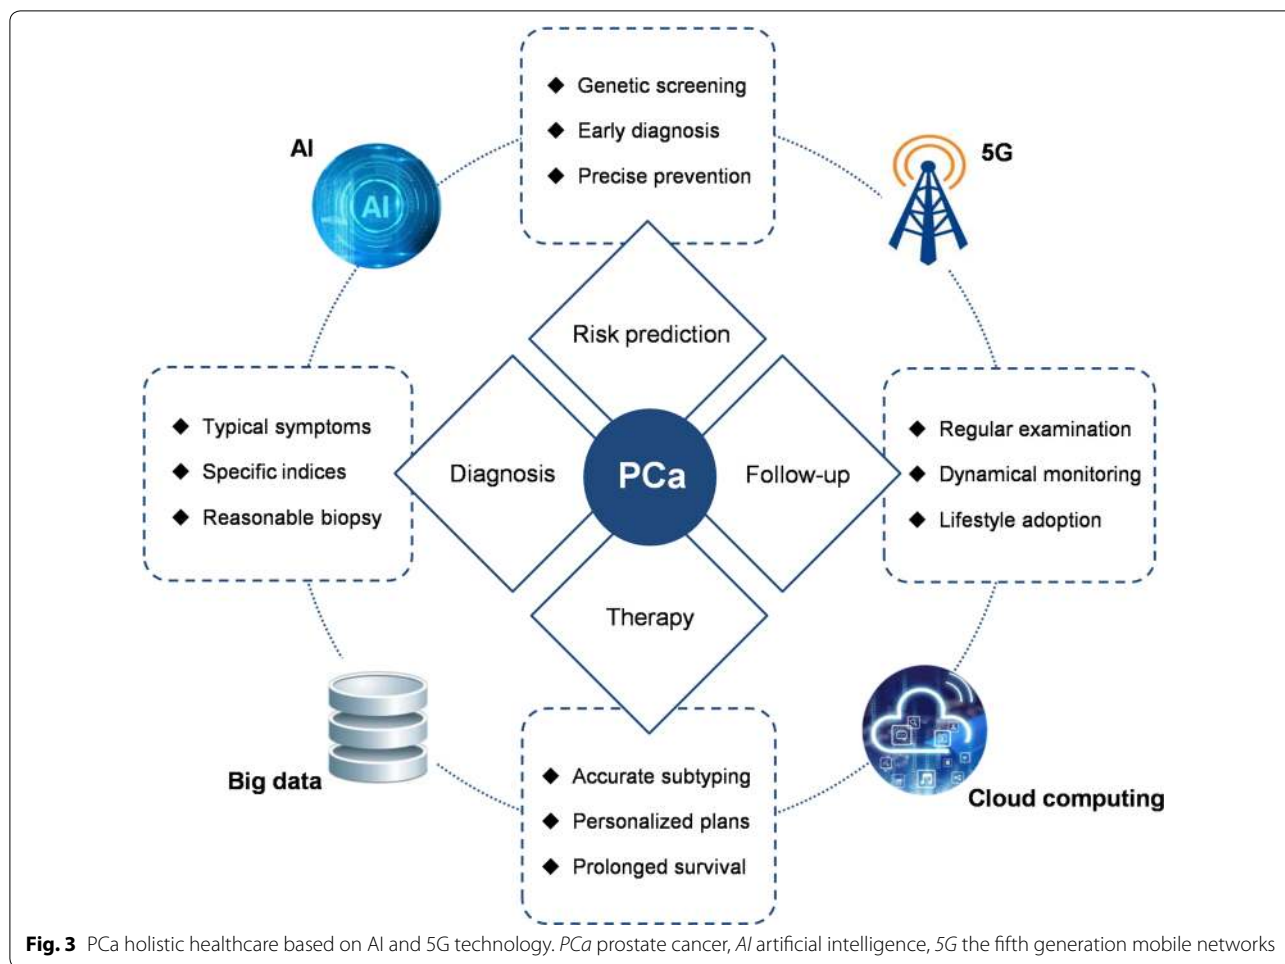 Genetic screening
Early diagnosis
Precise prevention
AI
AI
5G
Risk prediction
Typical symptoms
Specific indices
Reasonable biopsy
Diagnosis
PCa
Follow-up
Regular examination
Dynamical monitoring
Lifestyle adoption
Therapy
Big data
Cloud computing
Accurate subtyping
Personalized plans
Prolonged survival
Fig. 3 PCa holistic healthcare based on AI and 5G technology. PCa prostate cancer, AI artificial intelligence, 5G the fifth generation mobile networks